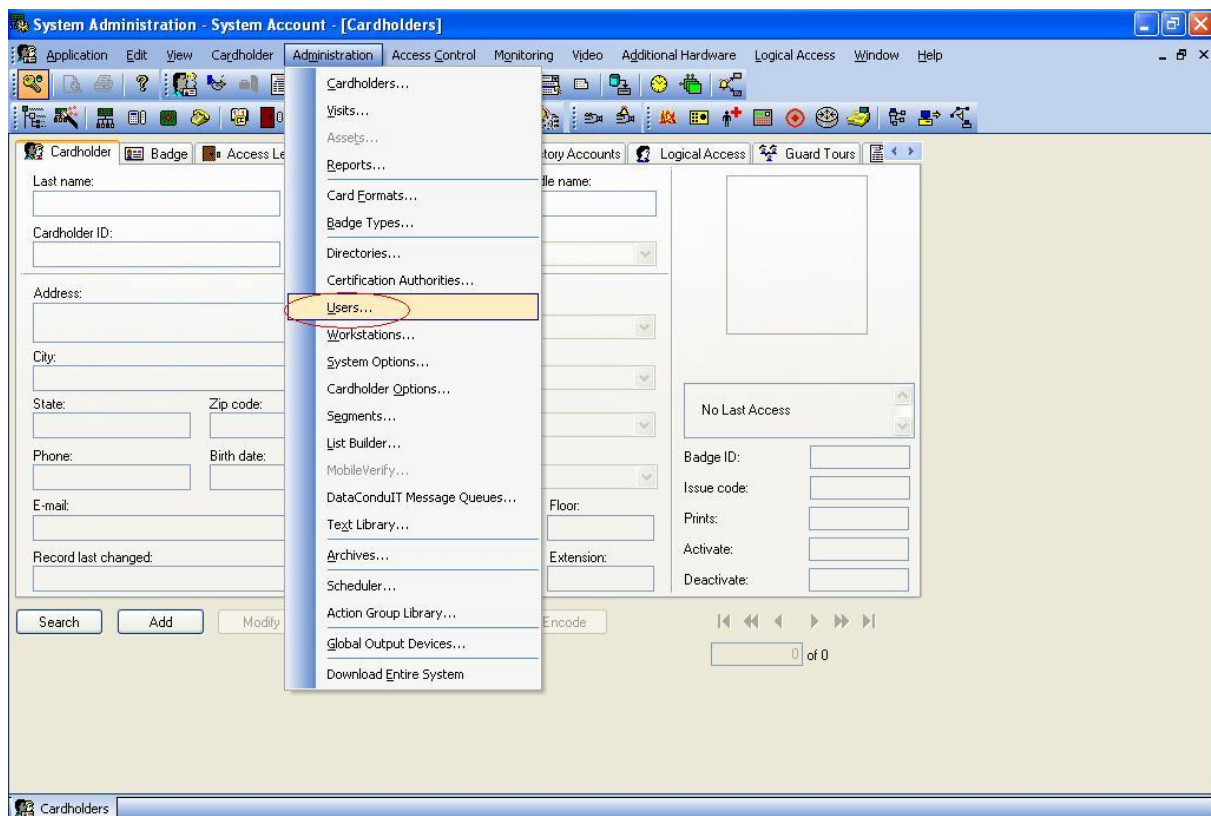 System Administration - System Account - [Cardholders]
Application Edit View Cardholder Administration Access Control Monitoring Video Additional Hardware Logical Access Window Help
Cardholder Badge Access Le tory Accounts Logical Access Guard Tours
Last name: dle name:
Cardholder ID:
Address:
City:
State: Zip code:
Phone: Birth date:
E-mail: Floor:
Record last changed: Extension:
Cardholders...
Visits...
Assets...
Reports...
Card Formats...
Badge Types...
Directories...
Certification Authorities...
Users...
Workstations...
System Options...
Cardholder Options...
Segments...
List Builder...
MobileVerify...
DataConduIT Message Queues...
Text Library...
Archives...
Scheduler...
Action Group Library...
Global Output Devices...
Download Entire System
No Last Access
Badge ID:
Issue code:
Prints:
Activate:
Deactivate:
Search Add Modify Encode
0 of 0
Cardholders